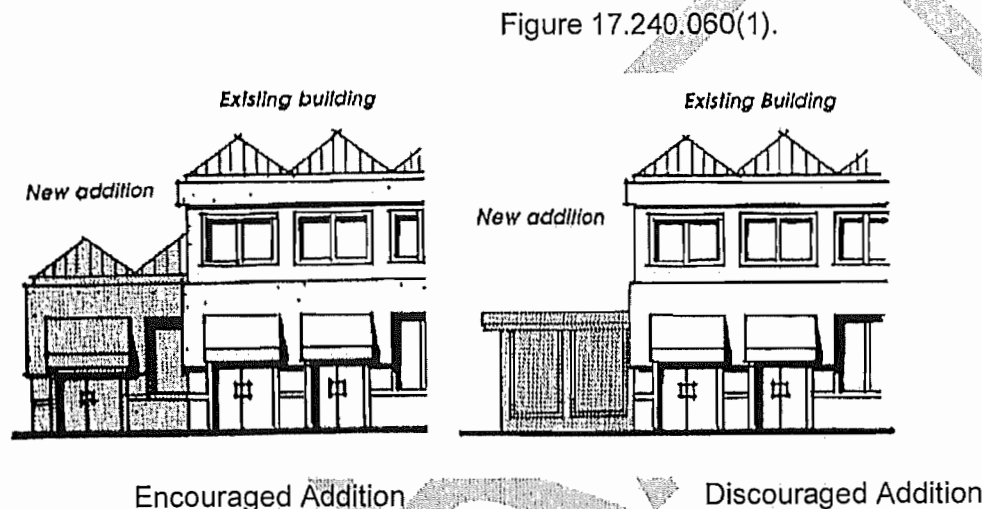 Figure 17.240.060(1).
Existing building
New addition
Existing Building
New addition
Encouraged Addition
Discouraged Addition